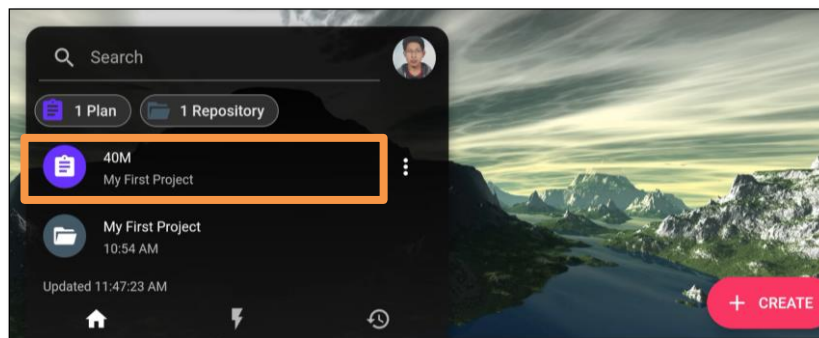 Search
1 Plan
1 Repository
40M
My First Project
My First Project
10:54 AM
Updated 11:47:23 AM
+ CREATE